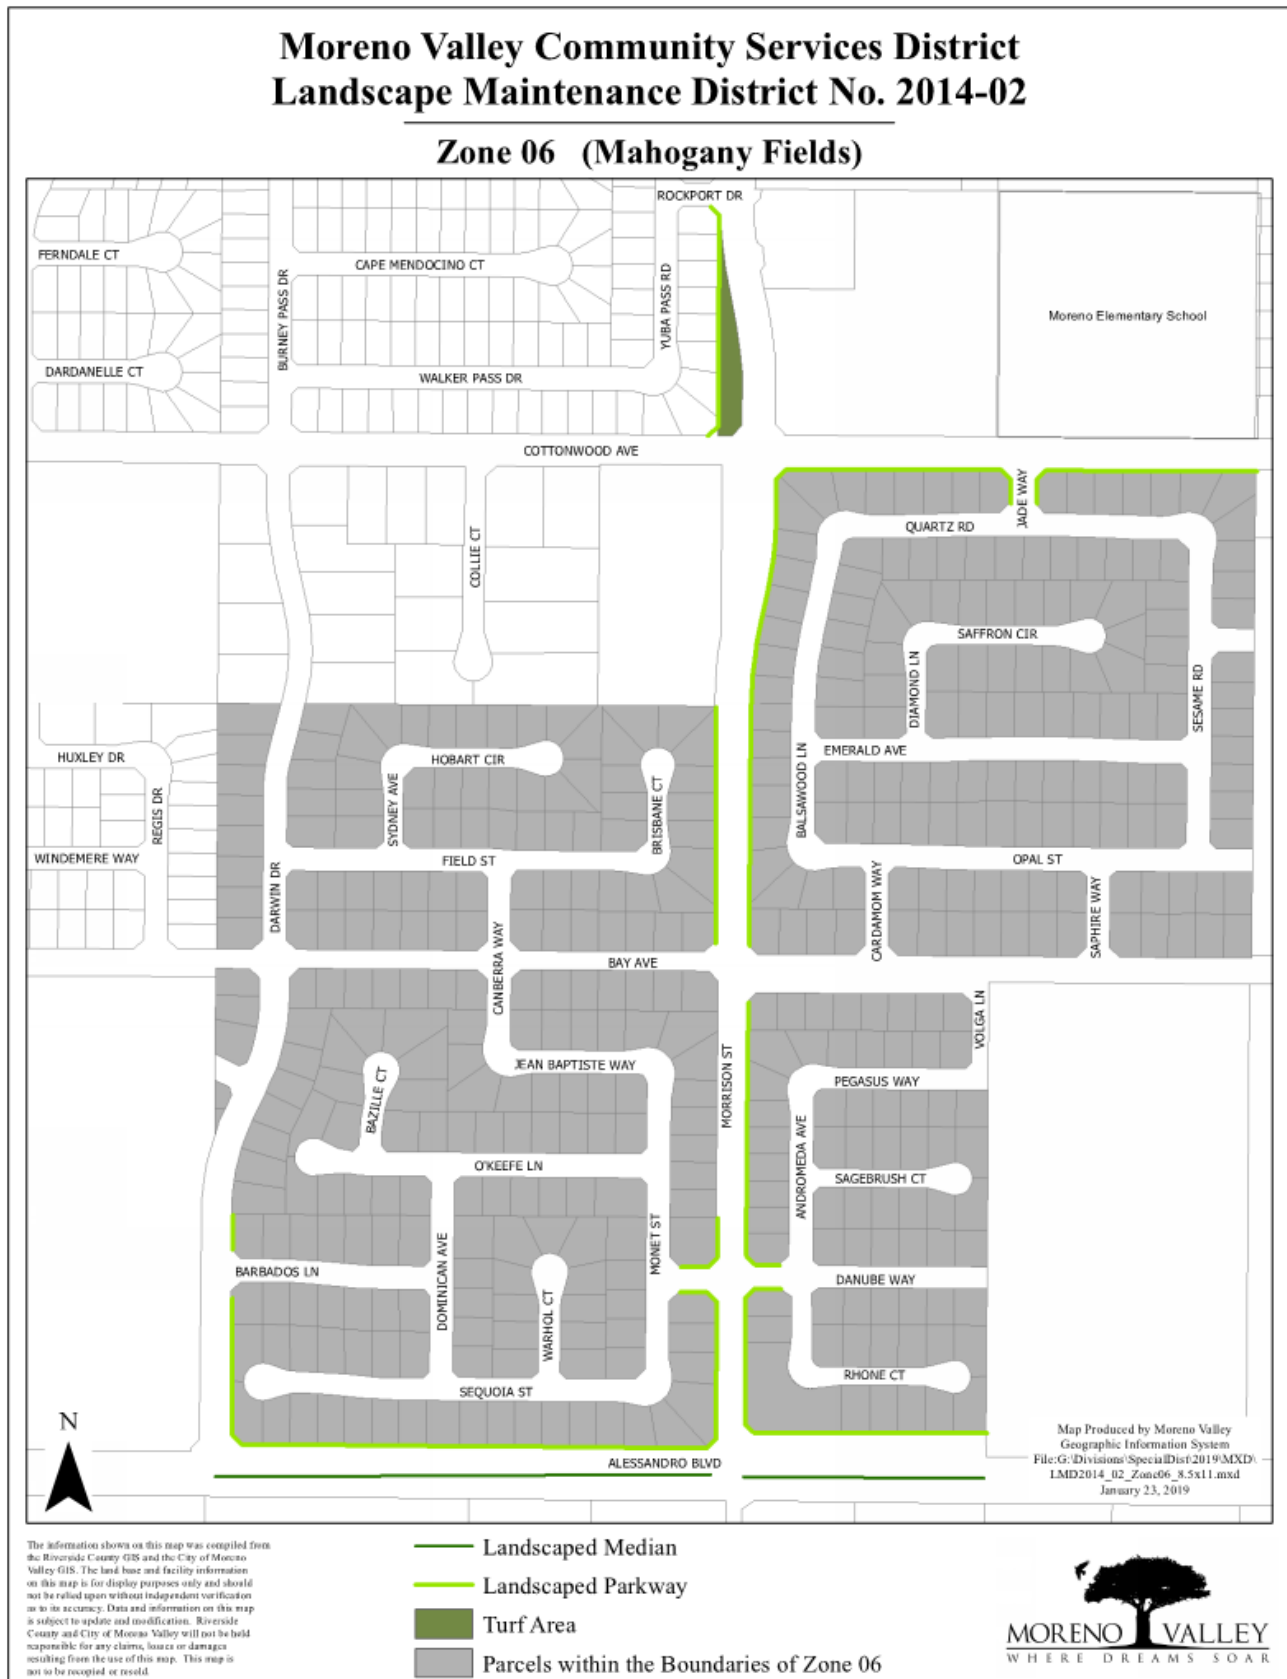 Moreno Valley Community Services District
Landscape Maintenance District No. 2014-02
Zone 06 (Mahogany Fields)
ROCKPORT DR
FERNDALE CT
CAPE MENDOCINO CT
BURNEY PASS DR
YUBA PASS RD
Moreno Elementary School
DARDANELLE CT
WALKER PASS DR
COTTONWOOD AVE
JADE WAY
QUARTZ RD
COLLIE CT
SAFFRON CIR
DIAMOND LN
SESAME RD
HUXLEY DR
HOBART CIR
EMERALD AVE
REGIS DR
SYDNEY AVE
BRISBANE CT
BALSAWOOD LN
WINDEMERE WAY
FIELD ST
OPAL ST
DARWIN DR
CARDAMOM WAY
SAPHIRE WAY
CANBERRA WAY
BAY AVE
VOLGA LN
JEAN BAPTISTE WAY
MORRISON ST
PEGASUS WAY
BAZILLE CT
ANDROMEDA AVE
O'KEEFE LN
SAGEBRUSH CT
MONET ST
BARBADOS LN
DOMINICAN AVE
WARHOL CT
DANUBE WAY
RHONE CT
SEQUOIA ST
N
ALESSANDRO BLVD
Map Produced by Moreno Valley
Geographic Information System
File:G:\Divisions\SpecialDist\2019\MXD\
LMD2014_02_Zone06_8.5x11.mxd
January 23, 2019
The information shown on this map was compiled from
the Riverside County GIS and the City of Moreno
Valley GIS. The land base and facility information
on this map is for display purposes only and should
not be relied upon without independent verification
as to its accuracy. Data and information on this map
is subject to update and modification. Riverside
County and City of Moreno Valley will not be held
responsible for any claims, losses or damages
resulting from the use of this map. This map is
not to be recopied or resold.
Landscaped Median
Landscaped Parkway
Turf Area
Parcels within the Boundaries of Zone 06
MORENO VALLEY
WHERE DREAMS SOAR